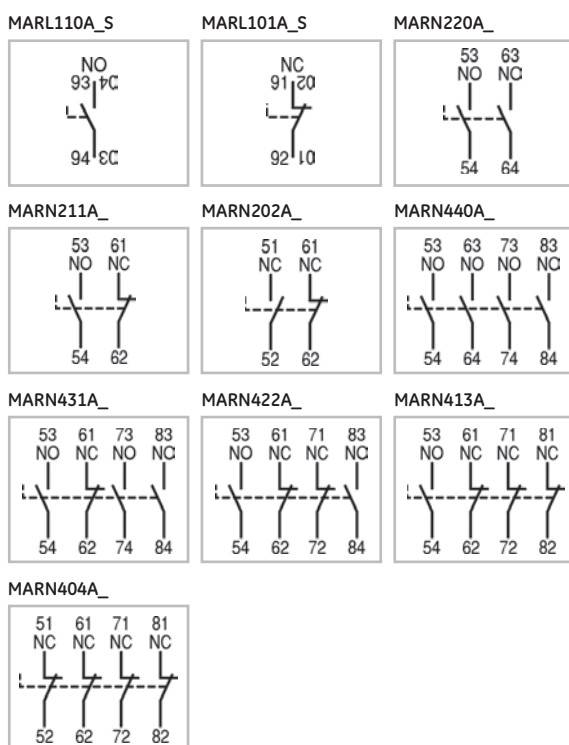 MARL110A_S
MARL101A_S
MARN220A_
NO
93 04
94 03
NC
91 02
92 01
53 63
NO NO
54 64
MARN211A_
MARN202A_
MARN440A_
53 61
NO NC
54 62
51 61
NC NC
52 62
53 63 73 83
NO NO NO NO
54 64 74 84
MARN431A_
MARN422A_
MARN413A_
53 61 73 83
NO NC NO NO
54 62 74 84
53 61 71 83
NO NC NC NO
54 62 72 84
53 61 71 81
NO NC NC NC
54 62 72 82
MARN404A_
51 61 71 81
NC NC NC NC
52 62 72 82